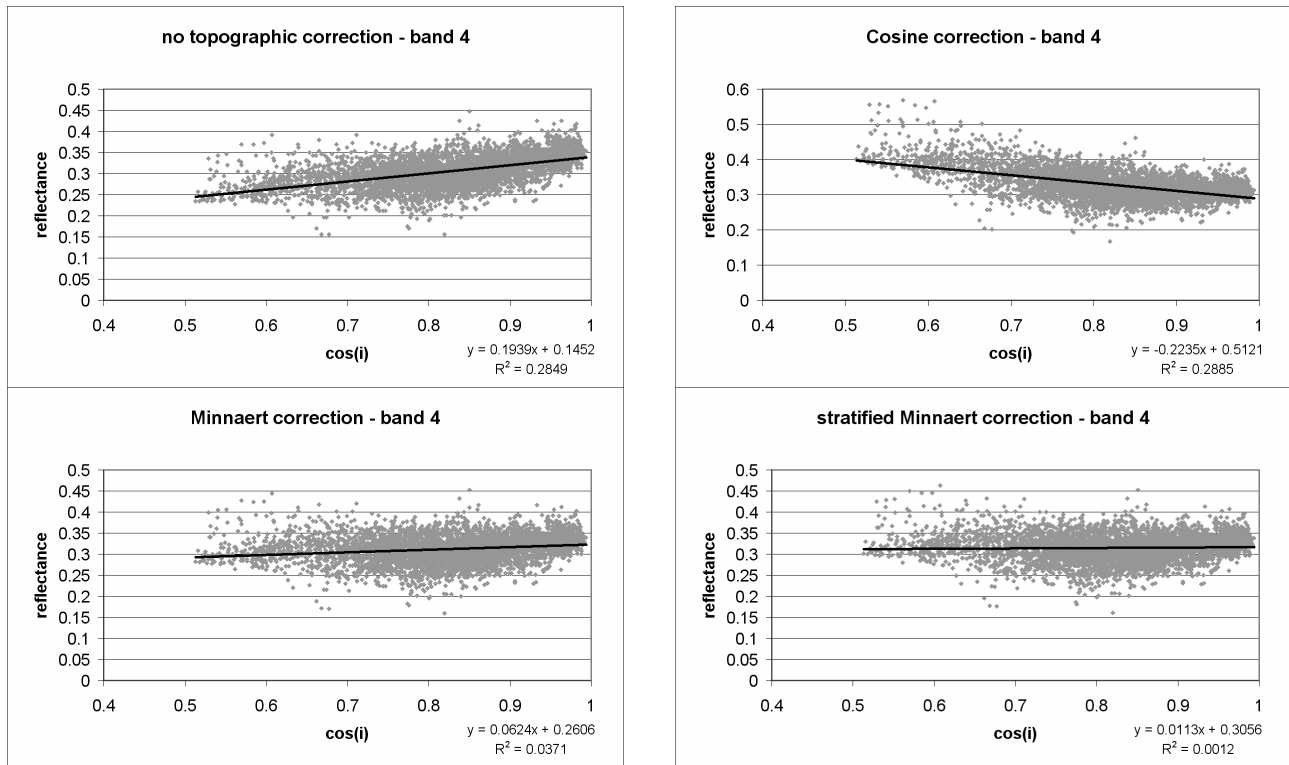 no topographic correction - band 4
0.5
0.45
0.4
0.35
0.3
0.25
0.2
0.15
0.1
0.05
0
reflectance
0.4 0.5 0.6 0.7 0.8 0.9 1
cos(i)
y = 0.1939x + 0.1452
R² = 0.2849
Cosine correction - band 4
0.6
0.5
0.4
0.3
0.2
0.1
0
reflectance
0.4 0.5 0.6 0.7 0.8 0.9 1
cos(i)
y = -0.2235x + 0.5121
R² = 0.2885
Minnaert correction - band 4
0.5
0.45
0.4
0.35
0.3
0.25
0.2
0.15
0.1
0.05
0
reflectance
0.4 0.5 0.6 0.7 0.8 0.9 1
cos(i)
y = 0.0624x + 0.2606
R² = 0.0371
stratified Minnaert correction - band 4
0.5
0.45
0.4
0.35
0.3
0.25
0.2
0.15
0.1
0.05
0
reflectance
0.4 0.5 0.6 0.7 0.8 0.9 1
cos(i)
y = 0.0113x + 0.3056
R² = 0.0012